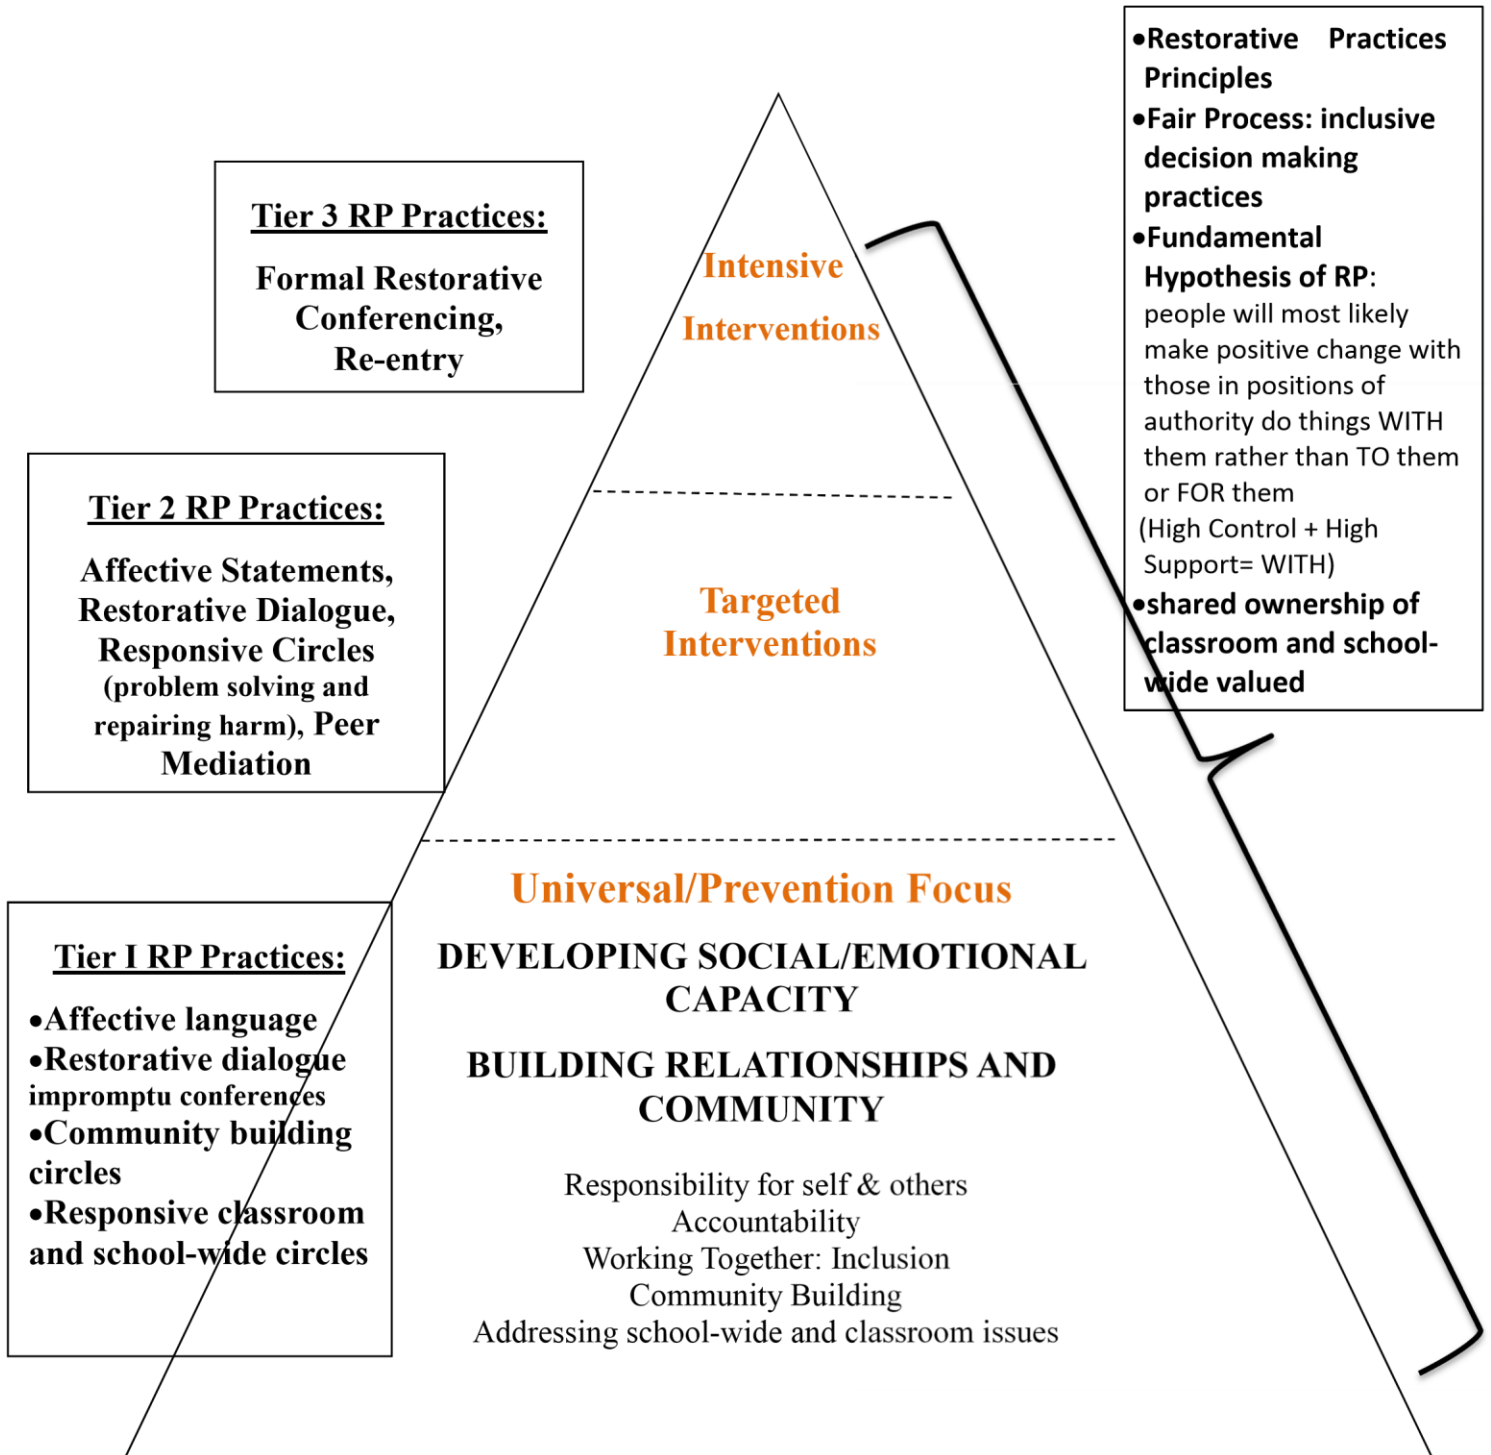 •Restorative Practices
Principles
•Fair Process: inclusive
decision making
practices
•Fundamental
Hypothesis of RP:
people will most likely
make positive change with
those in positions of
authority do things WITH
them rather than TO them
or FOR them
(High Control + High
Support= WITH)
•shared ownership of
classroom and school-
wide valued
Tier 3 RP Practices:
Formal Restorative
Conferencing,
Re-entry
Intensive
Interventions
Tier 2 RP Practices:
Affective Statements,
Restorative Dialogue,
Responsive Circles
(problem solving and
repairing harm), Peer
Mediation
Targeted
Interventions
Tier I RP Practices:
•Affective language
•Restorative dialogue
impromptu conferences
•Community building
circles
•Responsive classroom
and school-wide circles
Universal/Prevention Focus
DEVELOPING SOCIAL/EMOTIONAL
CAPACITY
BUILDING RELATIONSHIPS AND
COMMUNITY
Responsibility for self & others
Accountability
Working Together: Inclusion
Community Building
Addressing school-wide and classroom issues